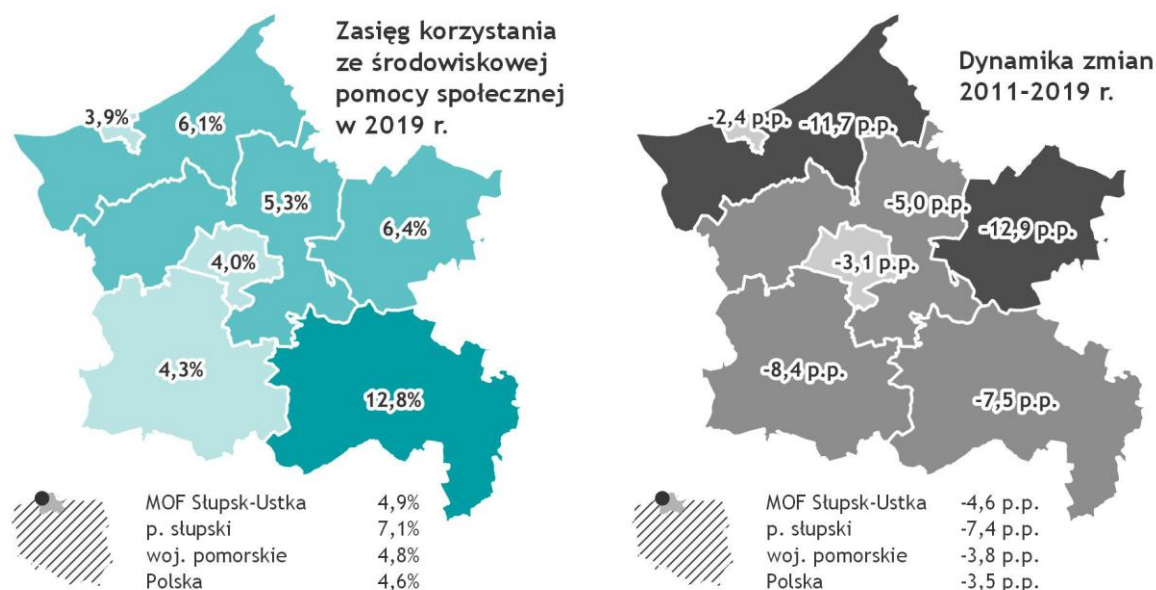 Zasięg korzystania
ze środowiskowej
pomocy społecznej
w 2019 r.
3,9%
6,1%
5,3%
6,4%
4,0%
4,3%
12,8%
MOF Słupsk-Ustka 4,9%
p. słupski 7,1%
woj. pomorskie 4,8%
Polska 4,6%
Dynamika zmian
2011-2019 r.
-2,4 p.p.
-11,7 p.p.
-5,0 p.p.
-12,9 p.p.
-3,1 p.p.
-8,4 p.p.
-7,5 p.p.
MOF Słupsk-Ustka -4,6 p.p.
p. słupski -7,4 p.p.
woj. pomorskie -3,8 p.p.
Polska -3,5 p.p.